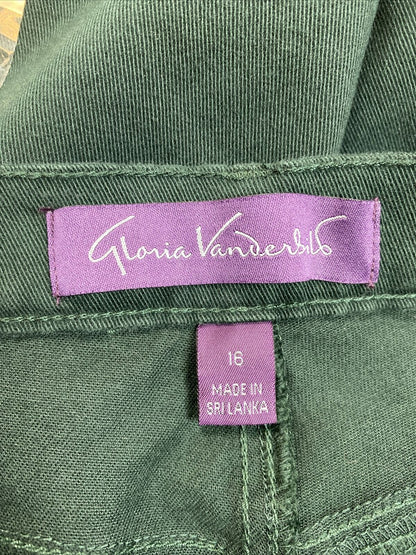 Gloria Vanderbilt
16
MADE IN
SRI LANKA